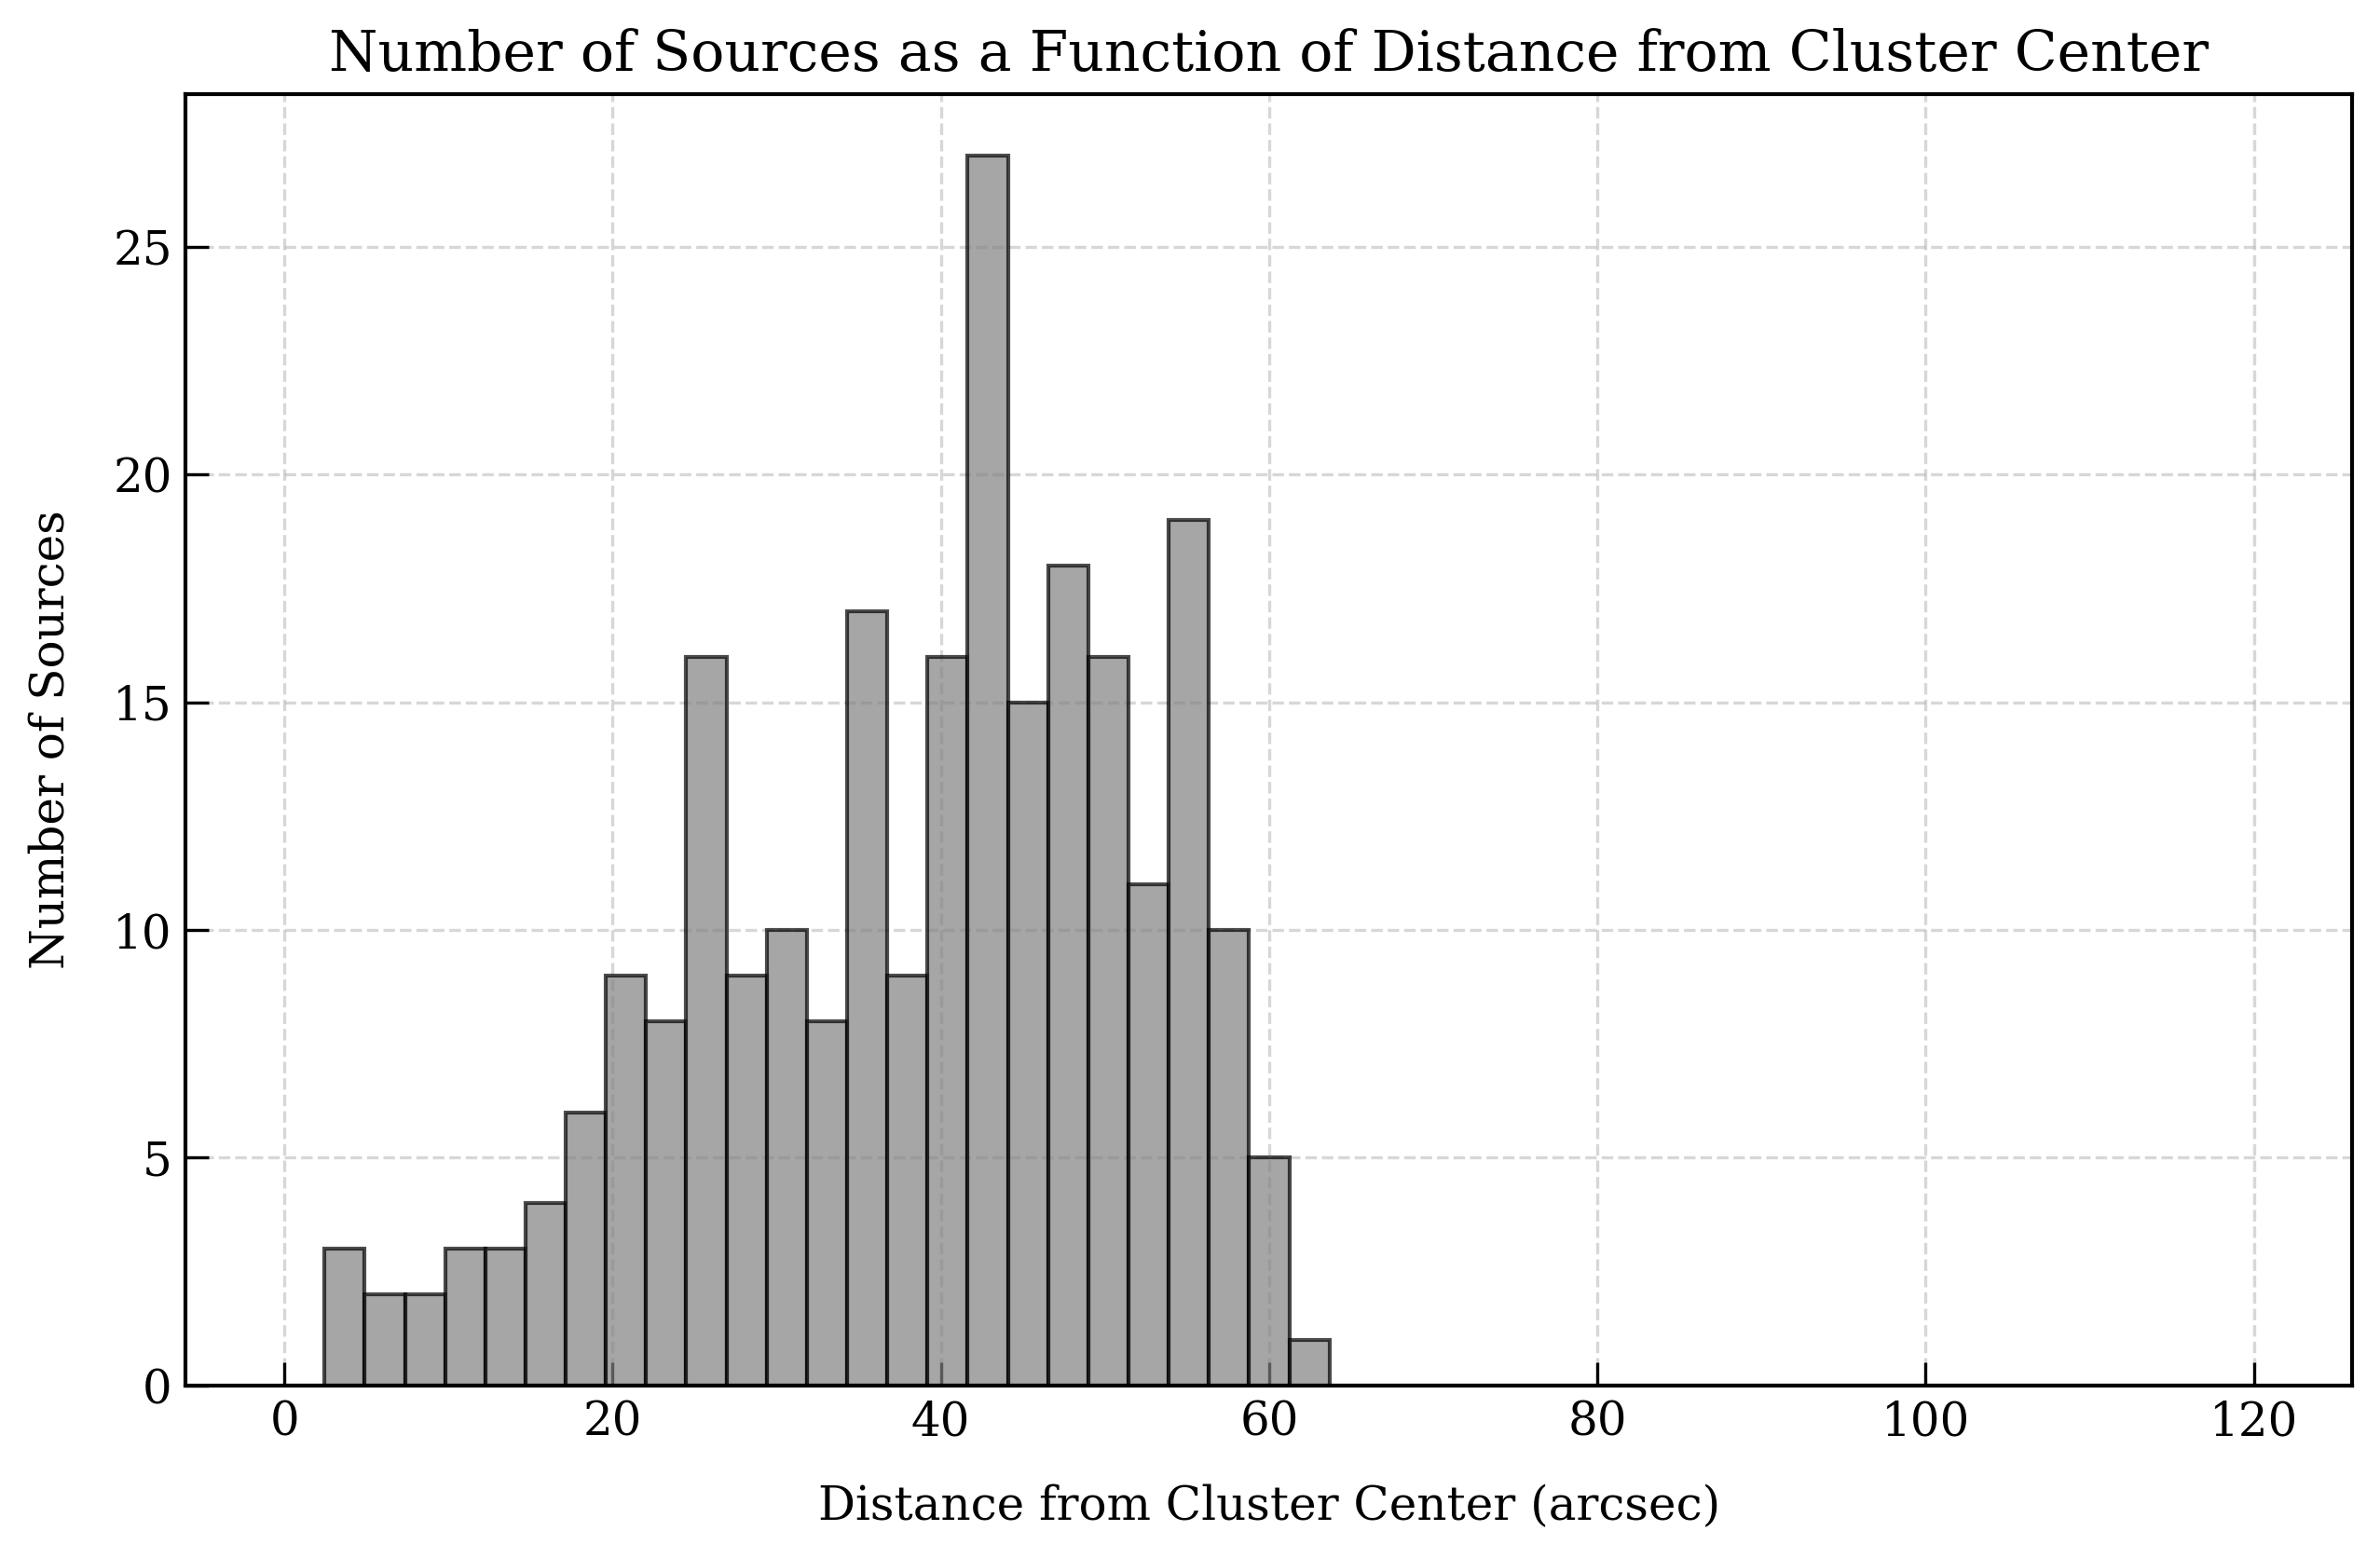 Number of Sources as a Function of Distance from Cluster Center
Number of Sources
25
20
15
10
5
0
0 20 40 60 80 100 120
Distance from Cluster Center (arcsec)